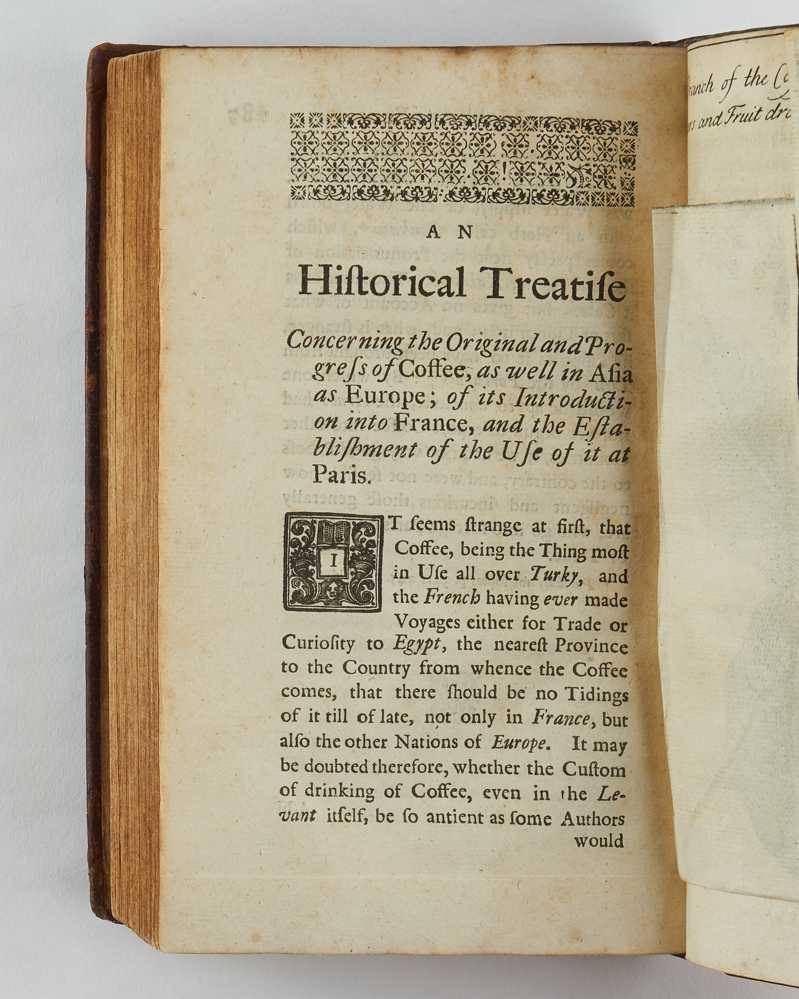 AN
Hiſtorical Treatiſe
Concerning the Original and Pro-
greſs of Coffee, as well in Aſia
as Europe; of its Introducti-
on into France, and the Eſta-
bliſhment of the Uſe of it at
Paris.
IT ſeems ſtrange at firſt, that
Coffee, being the Thing moſt
in Uſe all over Turky, and
the French having ever made
Voyages either for Trade or
Curioſity to Egypt, the neareſt Province
to the Country from whence the Coffee
comes, that there ſhould be no Tidings
of it till of late, not only in France, but
alſo the other Nations of Europe. It may
be doubted therefore, whether the Cuſtom
of drinking of Coffee, even in the Le-
vant itſelf, be ſo antient as ſome Authors
would
of the
and Fruit